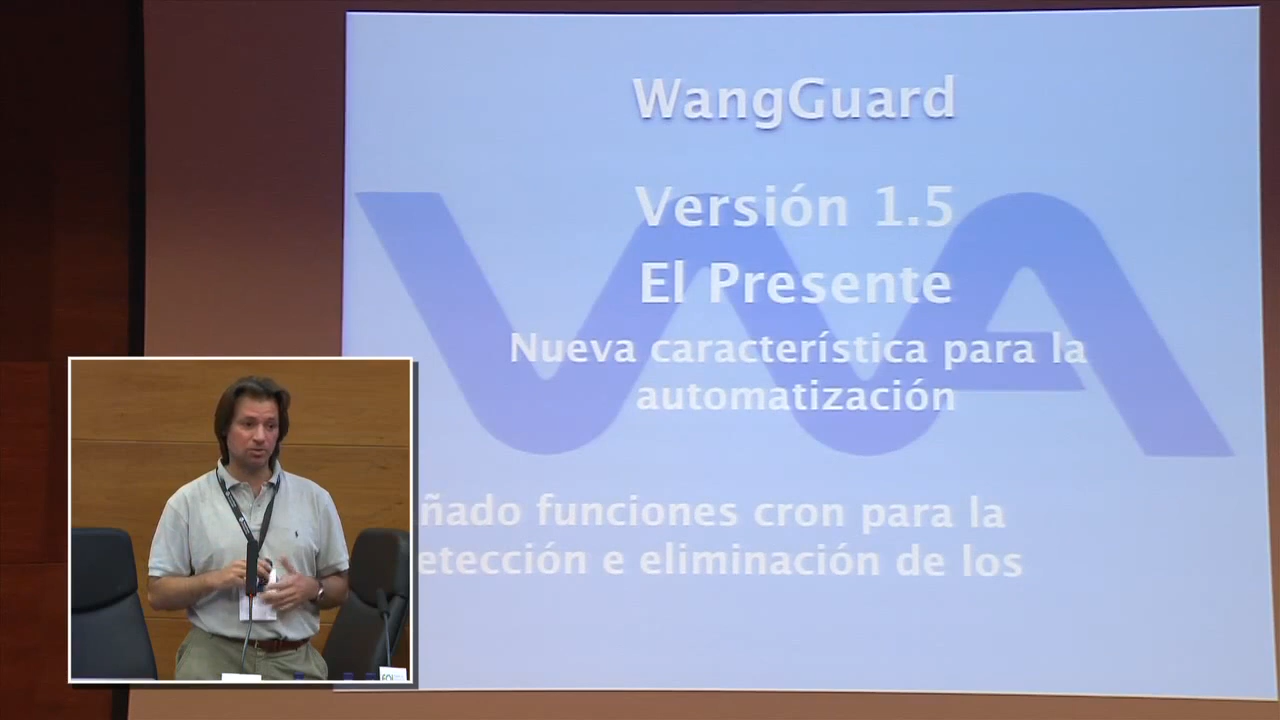 WangGuard
Versión 1.5
El Presente
Nueva característica para la
automatización
ñado funciones cron para la
etección e eliminación de los